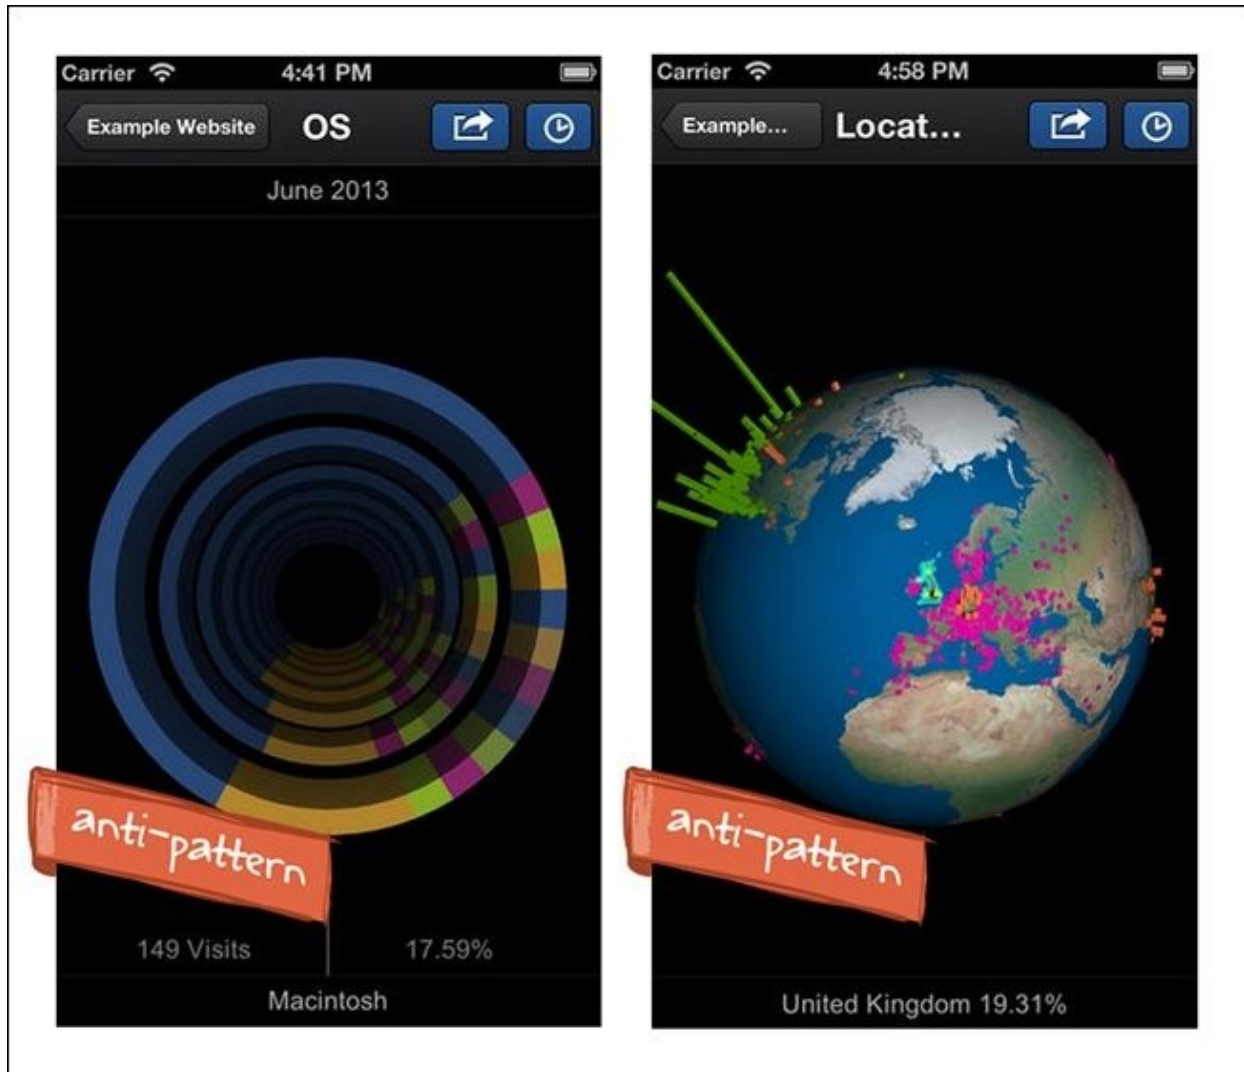 Carrier 4:41 PM
Example Website OS
June 2013
anti-pattern
149 Visits 17.59%
Macintosh
Carrier 4:58 PM
Example... Locat...
anti-pattern
United Kingdom 19.31%